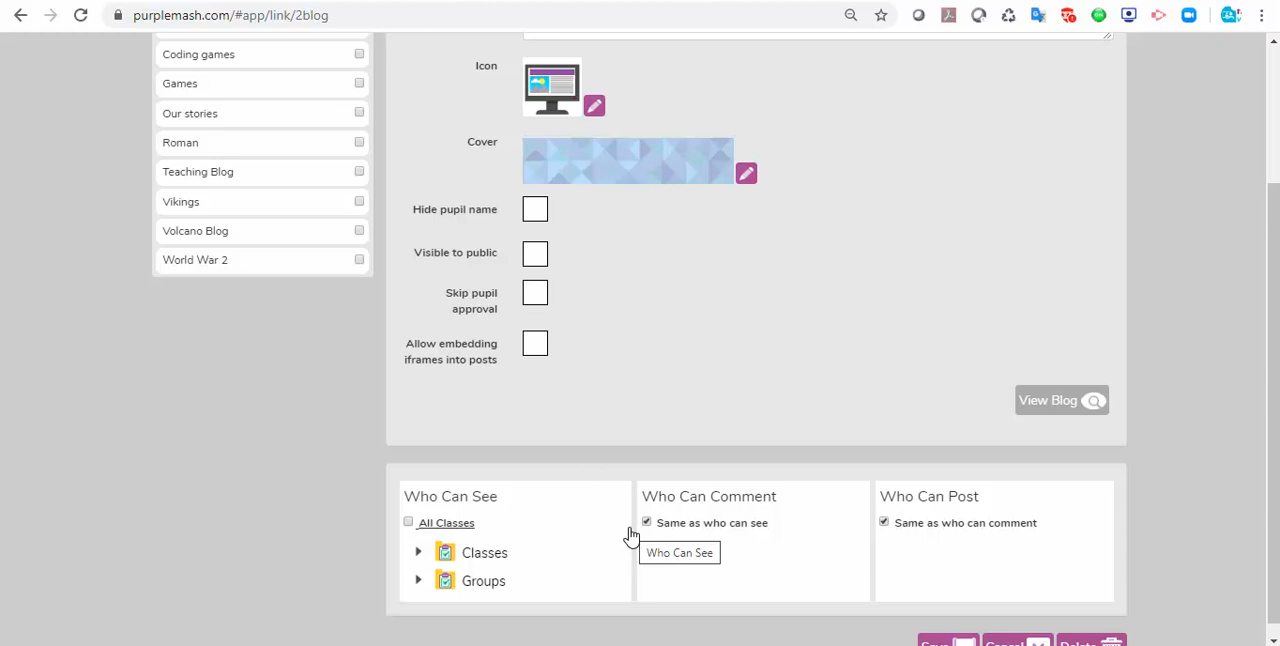 purplemash.com/#app/link/2blog
Coding games
Games
Our stories
Roman
Teaching Blog
Vikings
Volcano Blog
World War 2
Icon
Cover
Hide pupil name
Visible to public
Skip pupil
approval
Allow embedding
iframes into posts
View Blog
Who Can See
All Classes
Classes
Groups
Who Can Comment
Same as who can see
Who Can See
Who Can Post
Same as who can comment
Save
Cancel
Delete